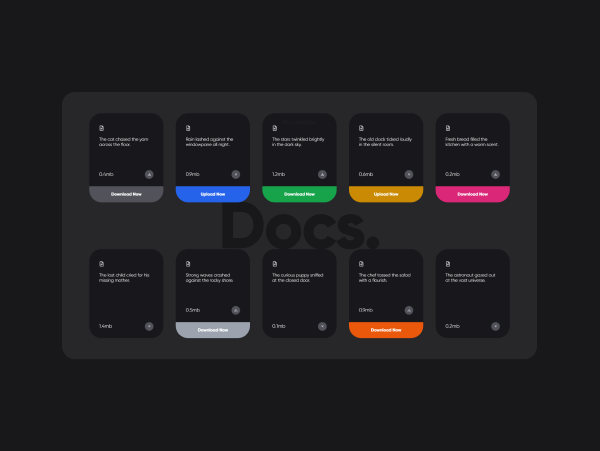 The cat chased the yarn
across the floor.
0.4mb
Download Now
Rain lashed against the
windowpane all night.
0.9mb
Upload Now
The stars twinkled brightly
in the dark sky.
1.2mb
Download Now
The old clock ticked loudly
in the silent room.
0.6mb
Upload Now
Fresh bread filled the
kitchen with a warm scent.
0.2mb
Download Now
Docs.
The lost child cried for his
missing mother.
1.4mb
Strong waves crashed
against the rocky shore.
0.5mb
Download Now
The curious puppy sniffed
at the closed door.
0.1mb
The chef tossed the salad
with a flourish.
0.9mb
Download Now
The astronaut gazed out
at the vast universe.
0.2mb